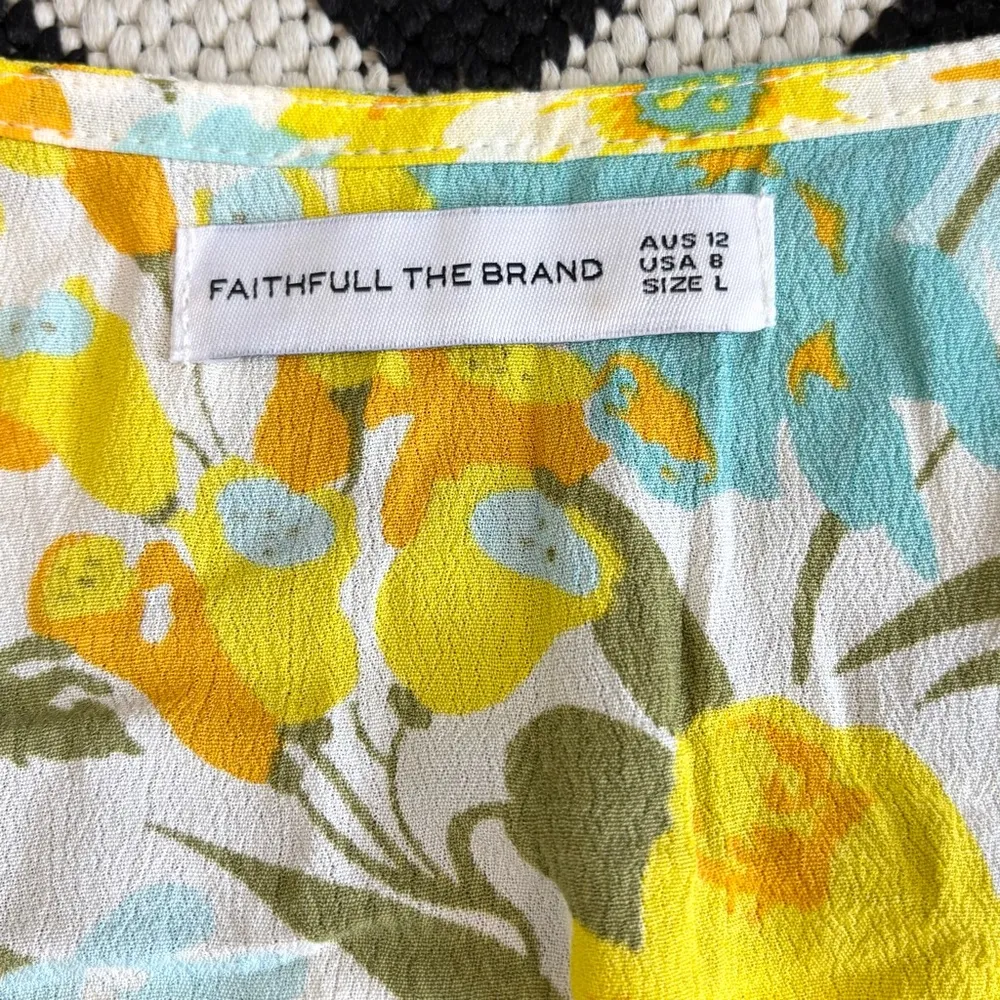 FAITHFULL THE BRAND
AUS 12
USA 8
SIZE L